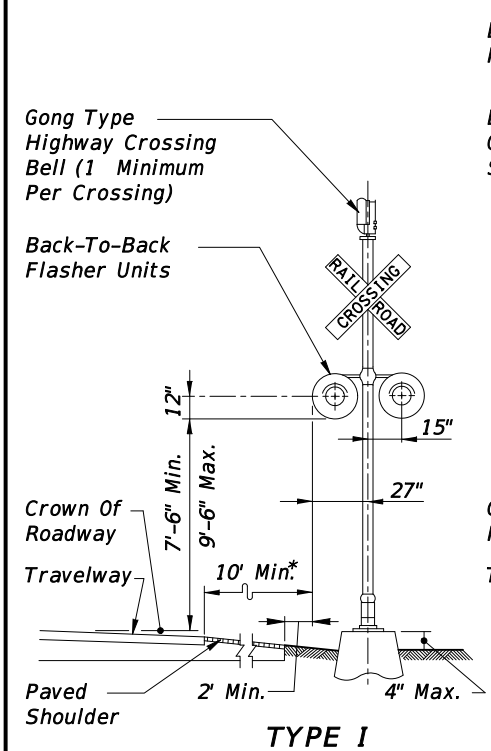 Gong Type
Highway Crossing
Bell (1 Minimum
Per Crossing)
Back-To-Back
Flasher Units
RAIL ROAD
CROSSING
12"
15"
7'-6" Min.
9'-6" Max.
27"
Crown Of
Roadway
Travelway
10' Min.*
Paved
Shoulder
2' Min.
4" Max.
TYPE I